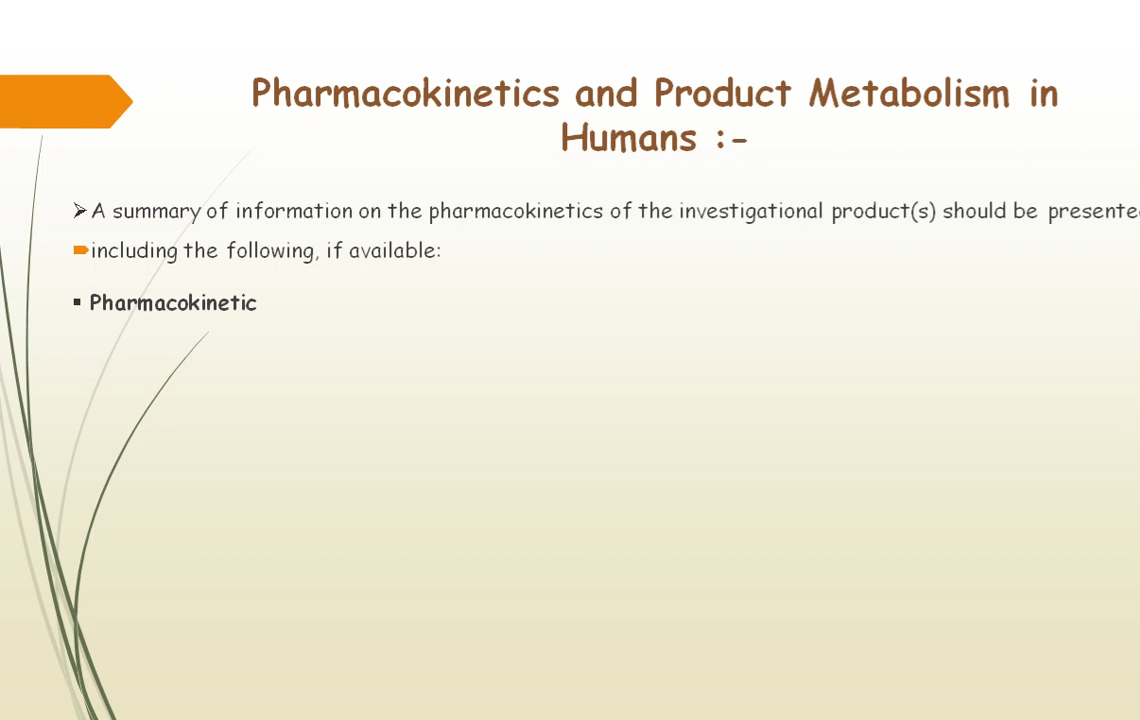 Pharmacokinetics and Product Metabolism in
Humans :-
A summary of information on the pharmacokinetics of the investigational product(s) should be
including the following, if available:
Pharmacokinetic